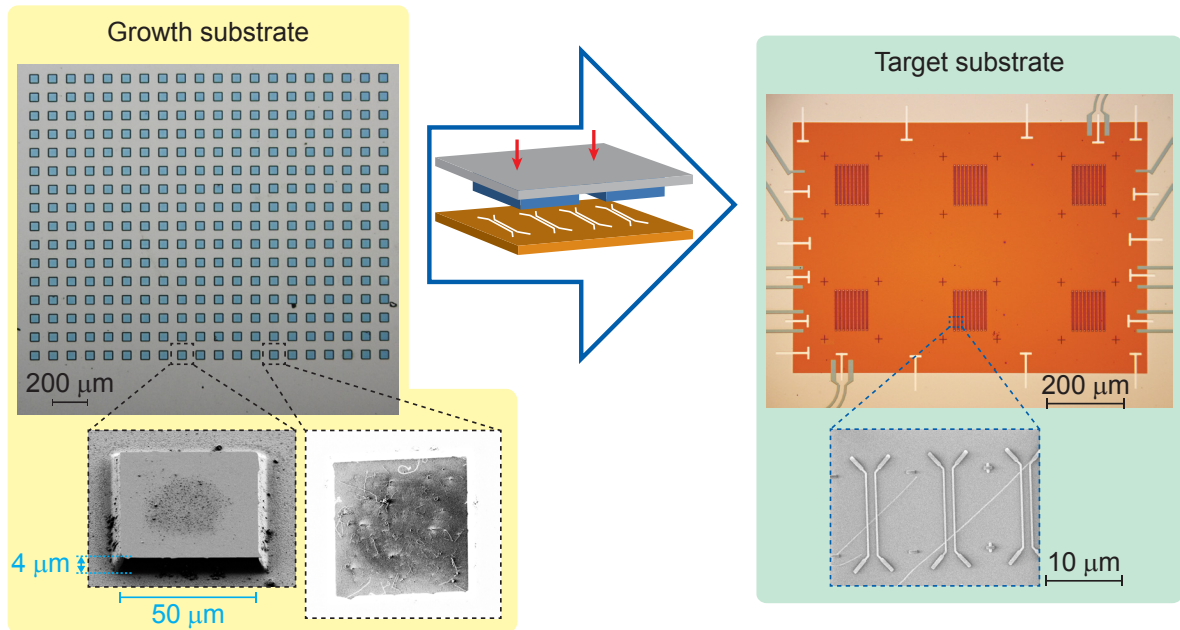 Growth substrate
Target substrate
200 μm
200 μm
4 μm
50 μm
10 μm